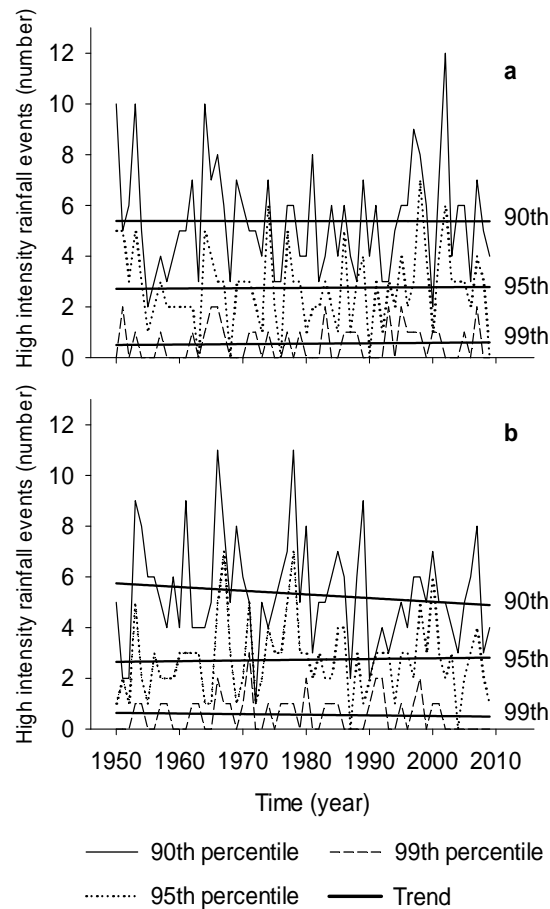 High intensity rainfall events (number)
12
10
8
6
4
2
0
a
90th
95th
99th
High intensity rainfall events (number)
12
10
8
6
4
2
0
b
90th
95th
99th
1950 1960 1970 1980 1990 2000 2010
Time (year)
90th percentile 99th percentile
95th percentile Trend